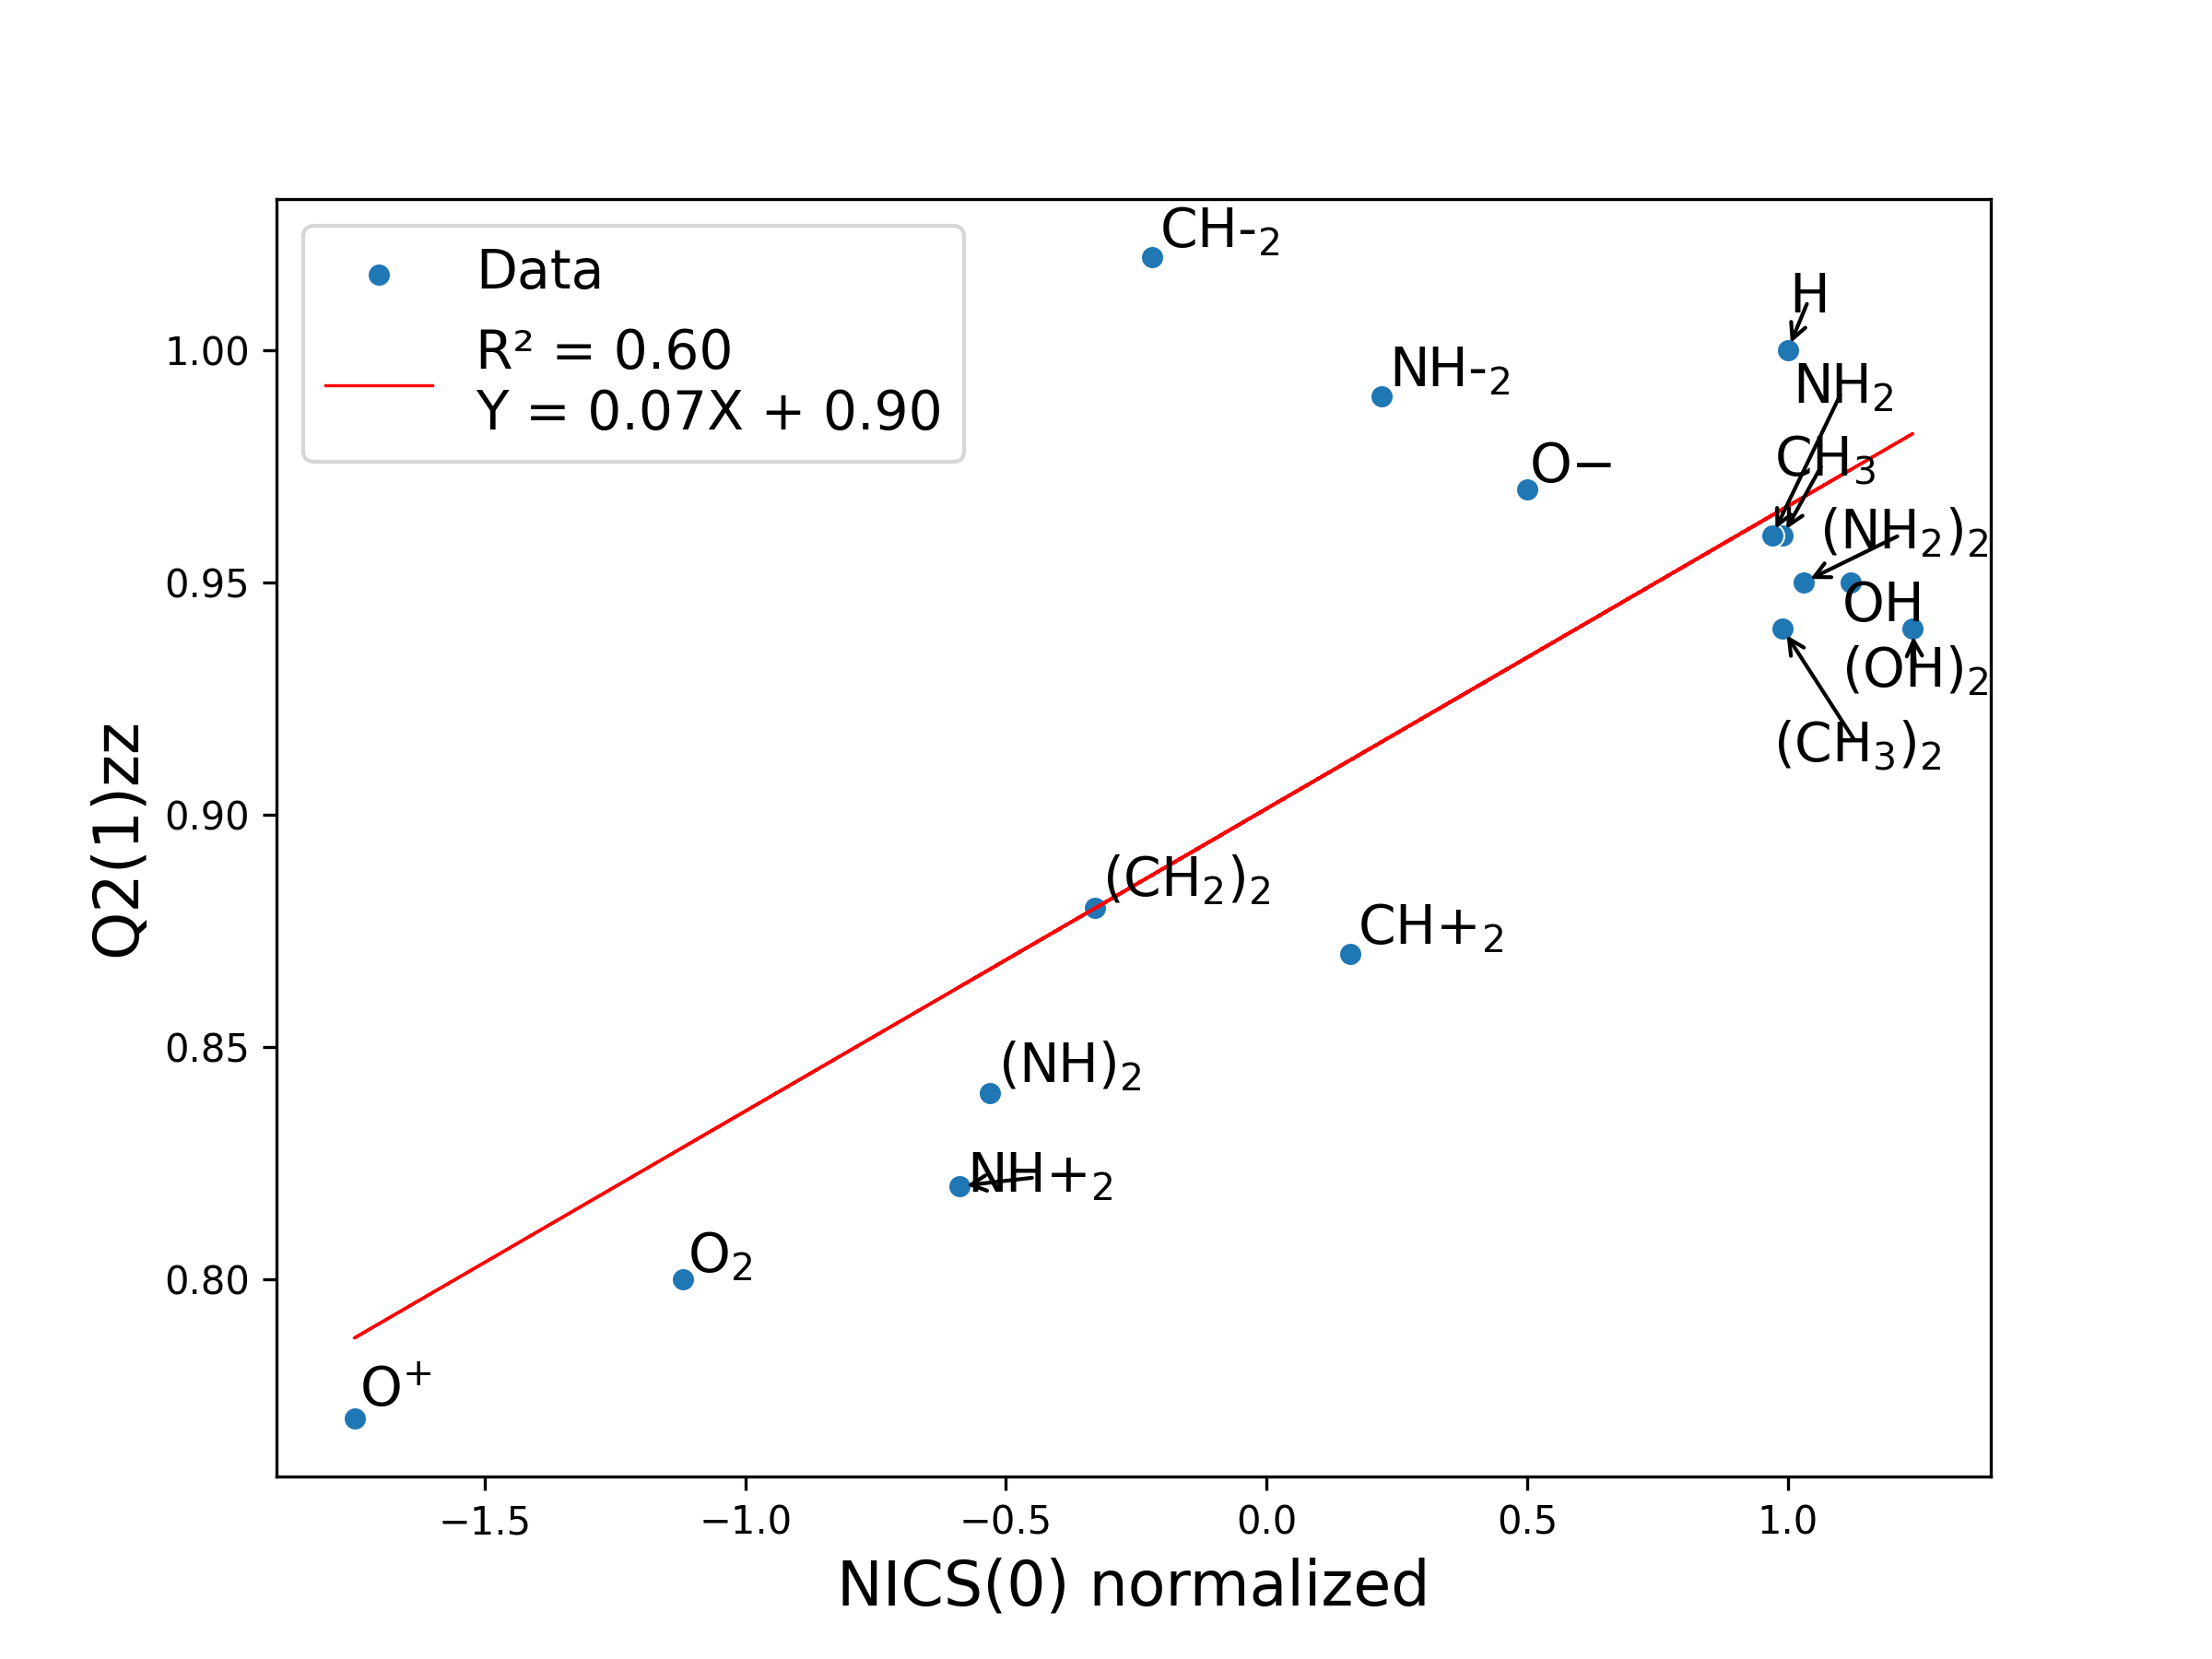 Data
R² = 0.60
Y = 0.07X + 0.90
CH-₂
H
NH-₂
NH₂
O−
CH₃
(NH₂)₂
OH
(OH)₂
(CH₃)₂
(CH₂)₂
CH+₂
(NH)₂
NH+₂
O₂
O⁺
1.00
0.95
0.90
0.85
0.80
Q2(1)zz
−1.5 −1.0 −0.5 0.0 0.5 1.0
NICS(0) normalized